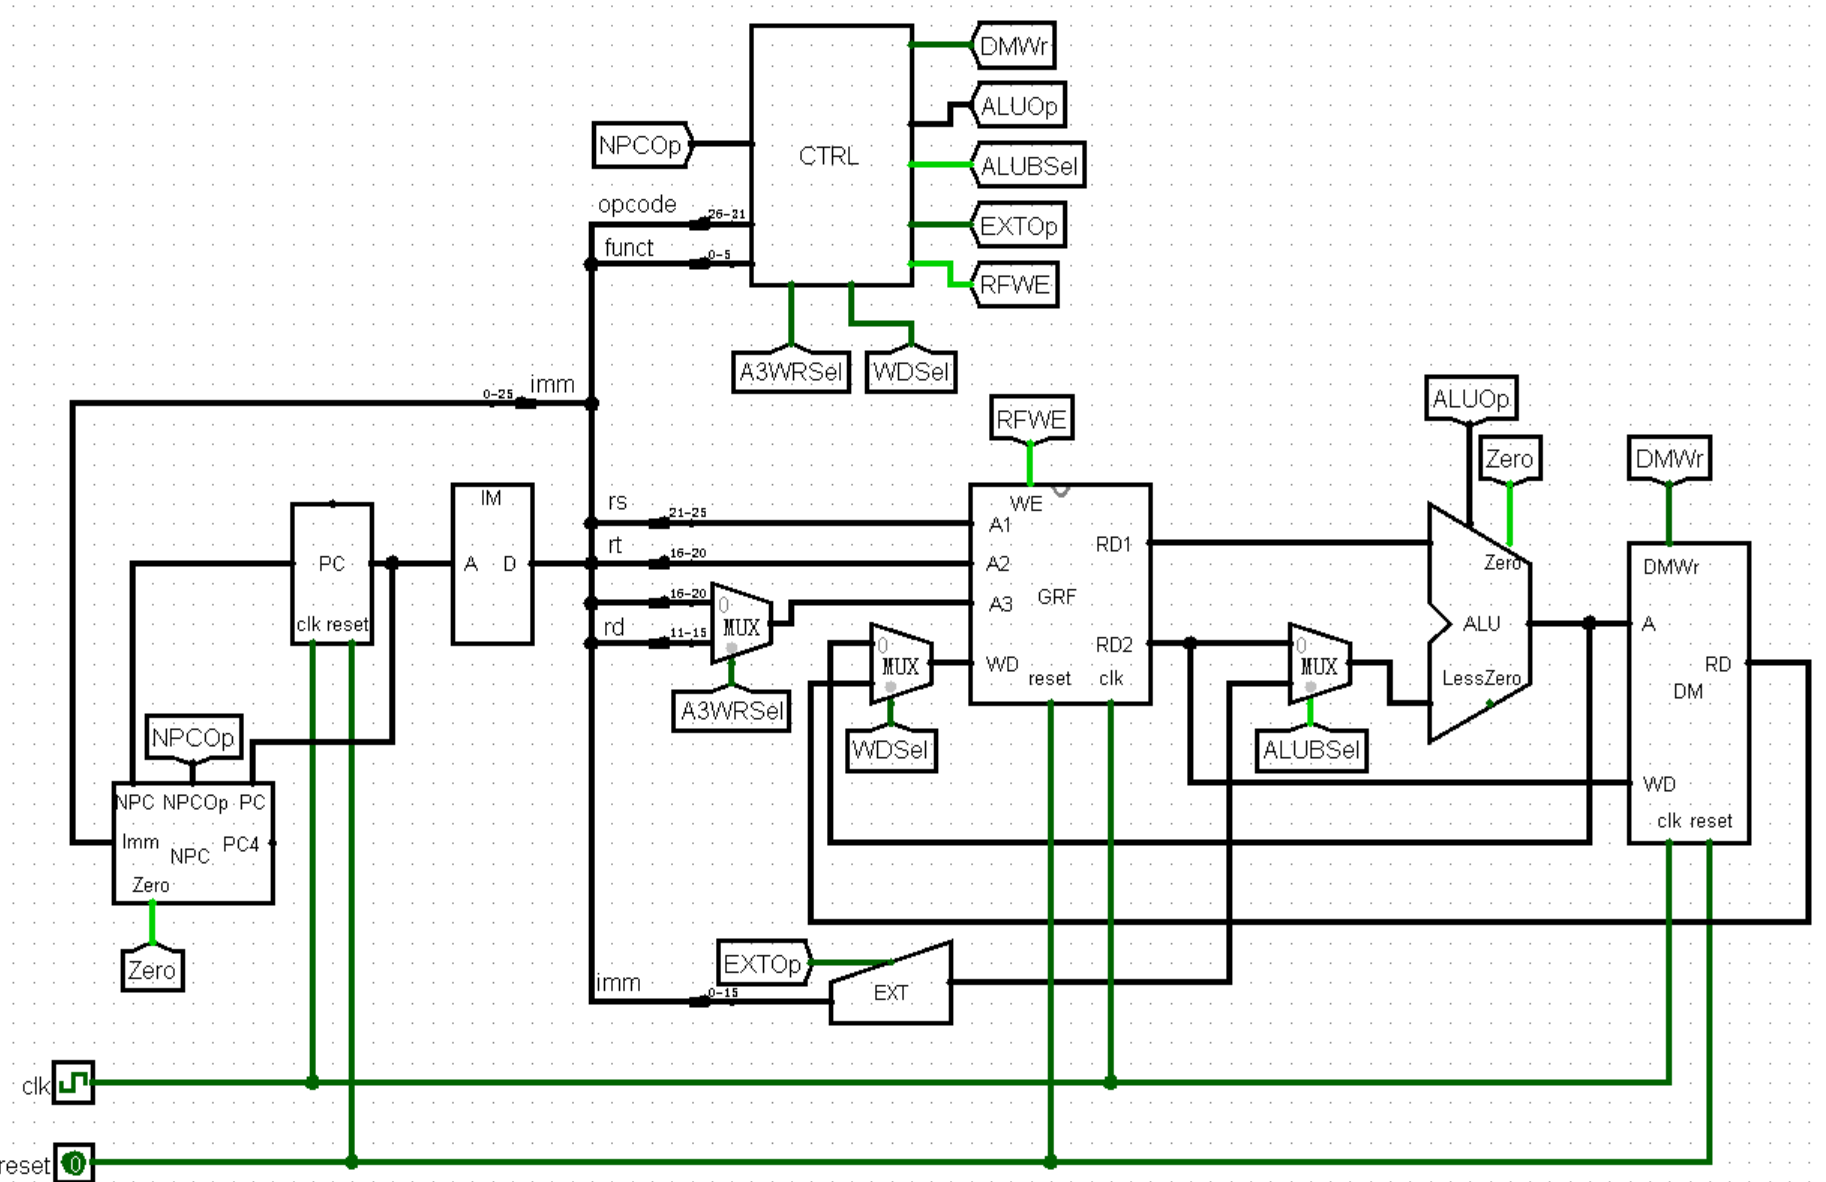 DMWr
ALUOp
NPCOp
CTRL
ALUBSel
opcode
26-21
EXTOp
funct
0-5
RFWE
A3WRSel
WDSel
imm
0-25
ALUOp
RFWE
Zero
DMWr
IM
rs
21-25
WE
A1
PC
A
D
rt
16-20
A2
RD1
Zero
DMWr
16-20
0
A3
GRF
clk reset
rd
11-15
MUX
ALU
A
0
MUX
WD
RD2
0
MUX
RD
reset
clk
LessZero
DM
A3WRSel
NPCOp
WDSel
ALUBSel
WD
NPC NPCOp PC
clk reset
Imm
NPC
PC4
Zero
Zero
EXTOp
imm
0-15
EXT
clk
reset
0